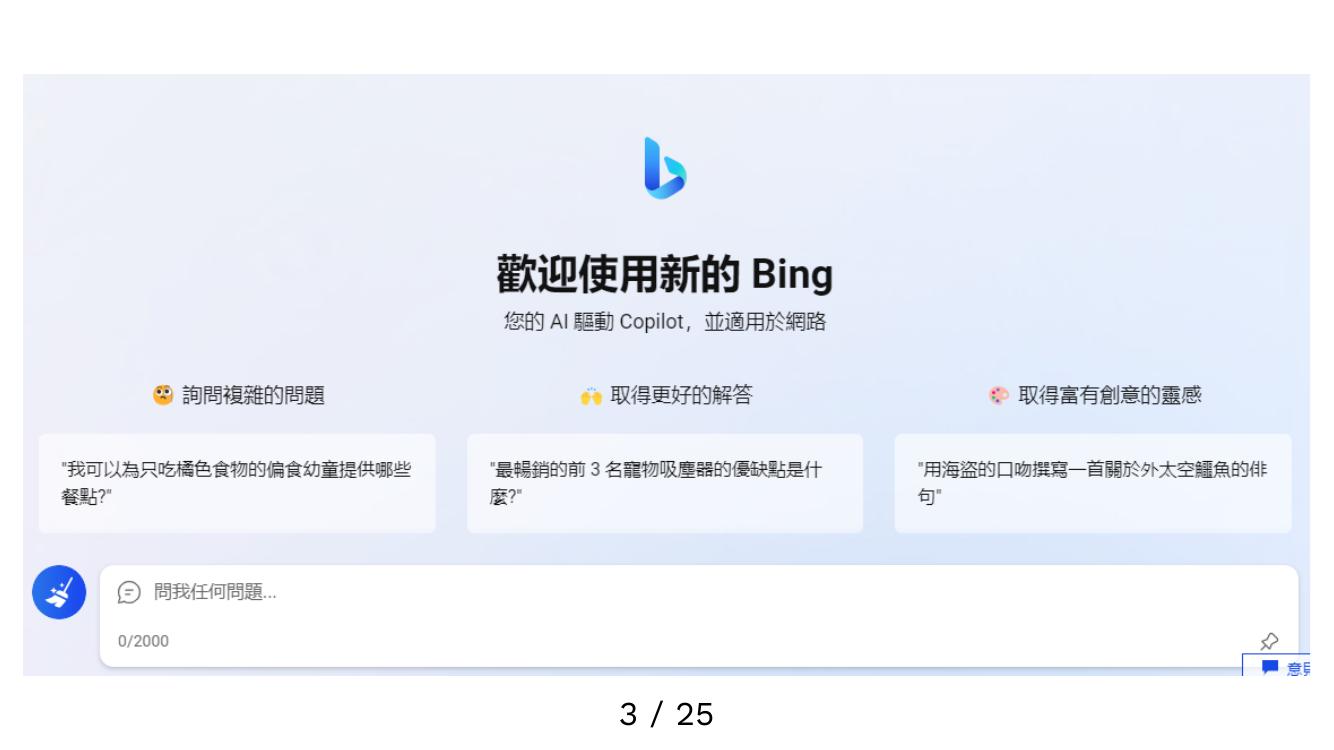 歡迎使用新的 Bing
您的 AI 驅動 Copilot，並適用於網路
詢問複雜的問題
"我可以為只吃橘色食物的偏食幼童提供哪些
餐點?"
取得更好的解答
"最暢銷的前 3 名寵物吸塵器的優缺點是什
麼?"
取得富有創意的靈感
"用海盜的口吻撰寫一首關於外太空鱷魚的俳
句"
問我任何問題...
0/2000
意見
3 / 25